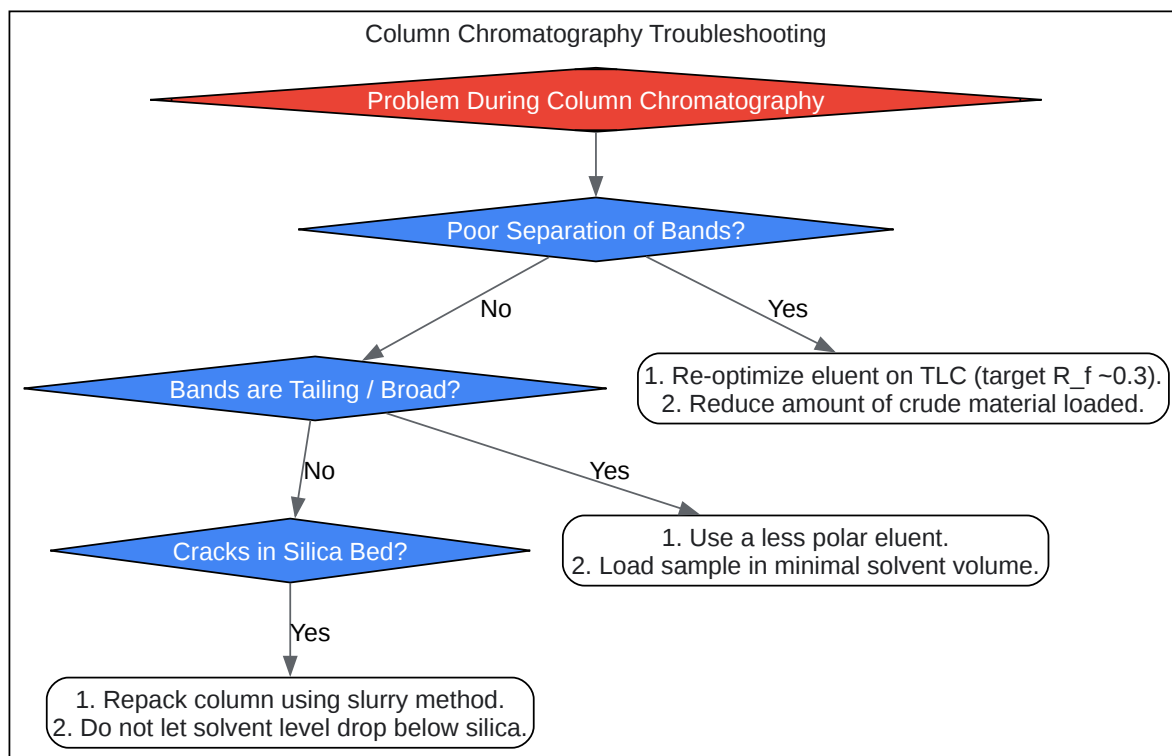 Column Chromatography Troubleshooting
Problem During Column Chromatography
Poor Separation of Bands?
No
Yes
Bands are Tailing / Broad?
1. Re-optimize eluent on TLC (target R_f ~0.3).
2. Reduce amount of crude material loaded.
No
Yes
Cracks in Silica Bed?
1. Use a less polar eluent.
2. Load sample in minimal solvent volume.
Yes
1. Repack column using slurry method.
2. Do not let solvent level drop below silica.